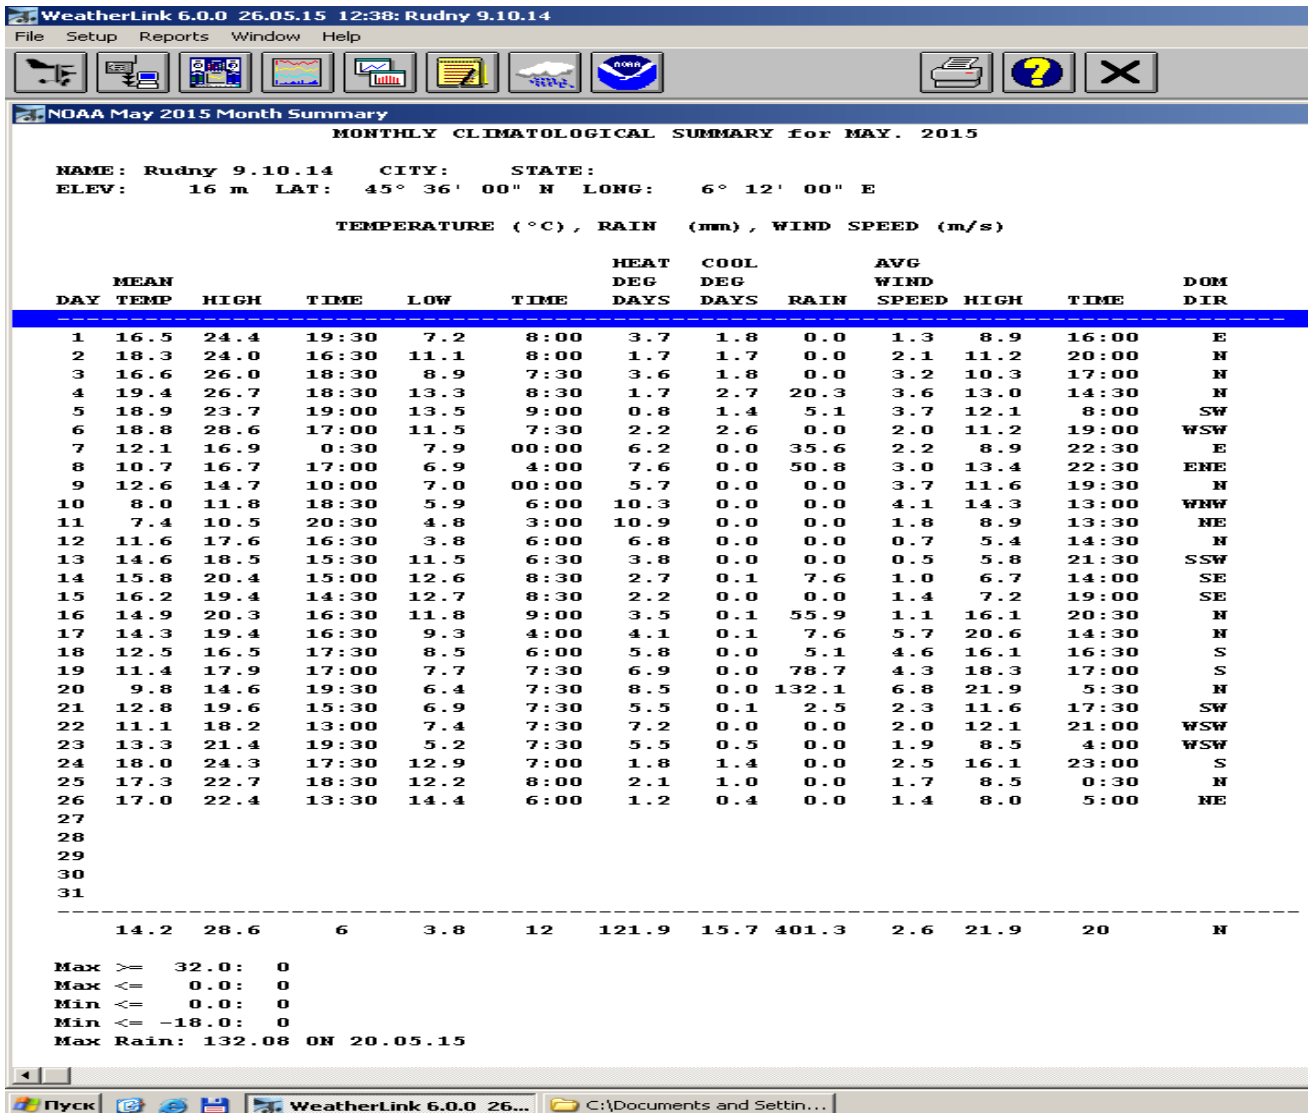 WeatherLink 6.0.0 26.05.15 12:38: Rudny 9.10.14
File Setup Reports Window Help
NOAA
NOAA May 2015 Month Summary
MONTHLY CLIMATOLOGICAL SUMMARY for MAY. 2015
NAME: Rudny 9.10.14 CITY: STATE:
ELEV: 16 m LAT: 45° 36' 00" N LONG: 6° 12' 00" E
TEMPERATURE (°C), RAIN (mm), WIND SPEED (m/s)
HEAT COOL AVG
MEAN DEG DEG WIND DOM
DAY TEMP HIGH TIME LOW TIME DAYS DAYS RAIN SPEED HIGH TIME DIR
1 16.5 24.4 19:30 7.2 8:00 3.7 1.8 0.0 1.3 8.9 16:00 E
2 18.3 24.0 16:30 11.1 8:00 1.7 1.7 0.0 2.1 11.2 20:00 N
3 16.6 26.0 18:30 8.9 7:30 3.6 1.8 0.0 3.2 10.3 17:00 N
4 19.4 26.7 18:30 13.3 8:30 1.7 2.7 20.3 3.6 13.0 14:30 N
5 18.9 23.7 19:00 13.5 9:00 0.8 1.4 5.1 3.7 12.1 8:00 SW
6 18.8 28.6 17:00 11.5 7:30 2.2 2.6 0.0 2.0 11.2 19:00 WSW
7 12.1 16.9 0:30 7.9 00:00 6.2 0.0 35.6 2.2 8.9 22:30 E
8 10.7 16.7 17:00 6.9 4:00 7.6 0.0 50.8 3.0 13.4 22:30 ENE
9 12.6 14.7 10:00 7.0 00:00 5.7 0.0 0.0 3.7 11.6 19:30 N
10 8.0 11.8 18:30 5.9 6:00 10.3 0.0 0.0 4.1 14.3 13:00 WNW
11 7.4 10.5 20:30 4.8 3:00 10.9 0.0 0.0 1.8 8.9 13:30 NE
12 11.6 17.6 16:30 3.8 6:00 6.8 0.0 0.0 0.7 5.4 14:30 N
13 14.6 18.5 15:30 11.5 6:30 3.8 0.0 0.0 0.5 5.8 21:30 SSW
14 15.8 20.4 15:00 12.6 8:30 2.7 0.1 7.6 1.0 6.7 14:00 SE
15 16.2 19.4 14:30 12.7 8:30 2.2 0.0 0.0 1.4 7.2 19:00 SE
16 14.9 20.3 16:30 11.8 9:00 3.5 0.1 55.9 1.1 16.1 20:30 N
17 14.3 19.4 16:30 9.3 4:00 4.1 0.1 7.6 5.7 20.6 14:30 N
18 12.5 16.5 17:30 8.5 6:00 5.8 0.0 5.1 4.6 16.1 16:30 S
19 11.4 17.9 17:00 7.7 7:30 6.9 0.0 78.7 4.3 18.3 17:00 S
20 9.8 14.6 19:30 6.4 7:30 8.5 0.0 132.1 6.8 21.9 5:30 N
21 12.8 19.6 15:30 6.9 7:30 5.5 0.1 2.5 2.3 11.6 17:30 SW
22 11.1 18.2 13:00 7.4 7:30 7.2 0.0 0.0 2.0 12.1 21:00 WSW
23 13.3 21.4 19:30 5.2 7:30 5.5 0.5 0.0 1.9 8.5 4:00 WSW
24 18.0 24.3 17:30 12.9 7:00 1.8 1.4 0.0 2.5 16.1 23:00 S
25 17.3 22.7 18:30 12.2 8:00 2.1 1.0 0.0 1.7 8.5 0:30 N
26 17.0 22.4 13:30 14.4 6:00 1.2 0.4 0.0 1.4 8.0 5:00 NE
27
28
29
30
31
14.2 28.6 6 3.8 12 121.9 15.7 401.3 2.6 21.9 20 N
Max >= 32.0: 0
Max <= 0.0: 0
Min <= 0.0: 0
Min <= -18.0: 0
Max Rain: 132.08 ON 20.05.15
Пуск WeatherLink 6.0.0 26... C:\Documents and Settin...